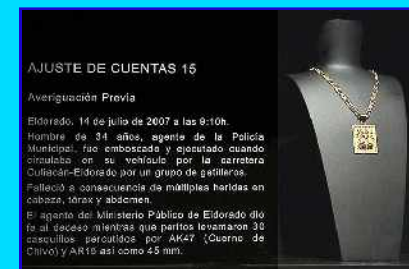 AJUSTE DE CUENTAS 15
Averiguación Previa
Eldorado, 14 de julio de 2007 a las 9:10h.
Hombre de 34 años, agente de la Policía
Municipal, fue emboscado y ejecutado cuando
circulaba en su vehículo por la carretera
Culiacán-Eldorado por un grupo de gatilleros.
Falleció a consecuencia de múltiples heridas en
cabeza, tórax y abdomen.
El agente del Ministerio Público de Eldorado dió
fe al deceso mientras que peritos levamaron 30
casquillos percutidos por AK47 (Cuerno de
Chivo) y AR15 así como 45 mm.